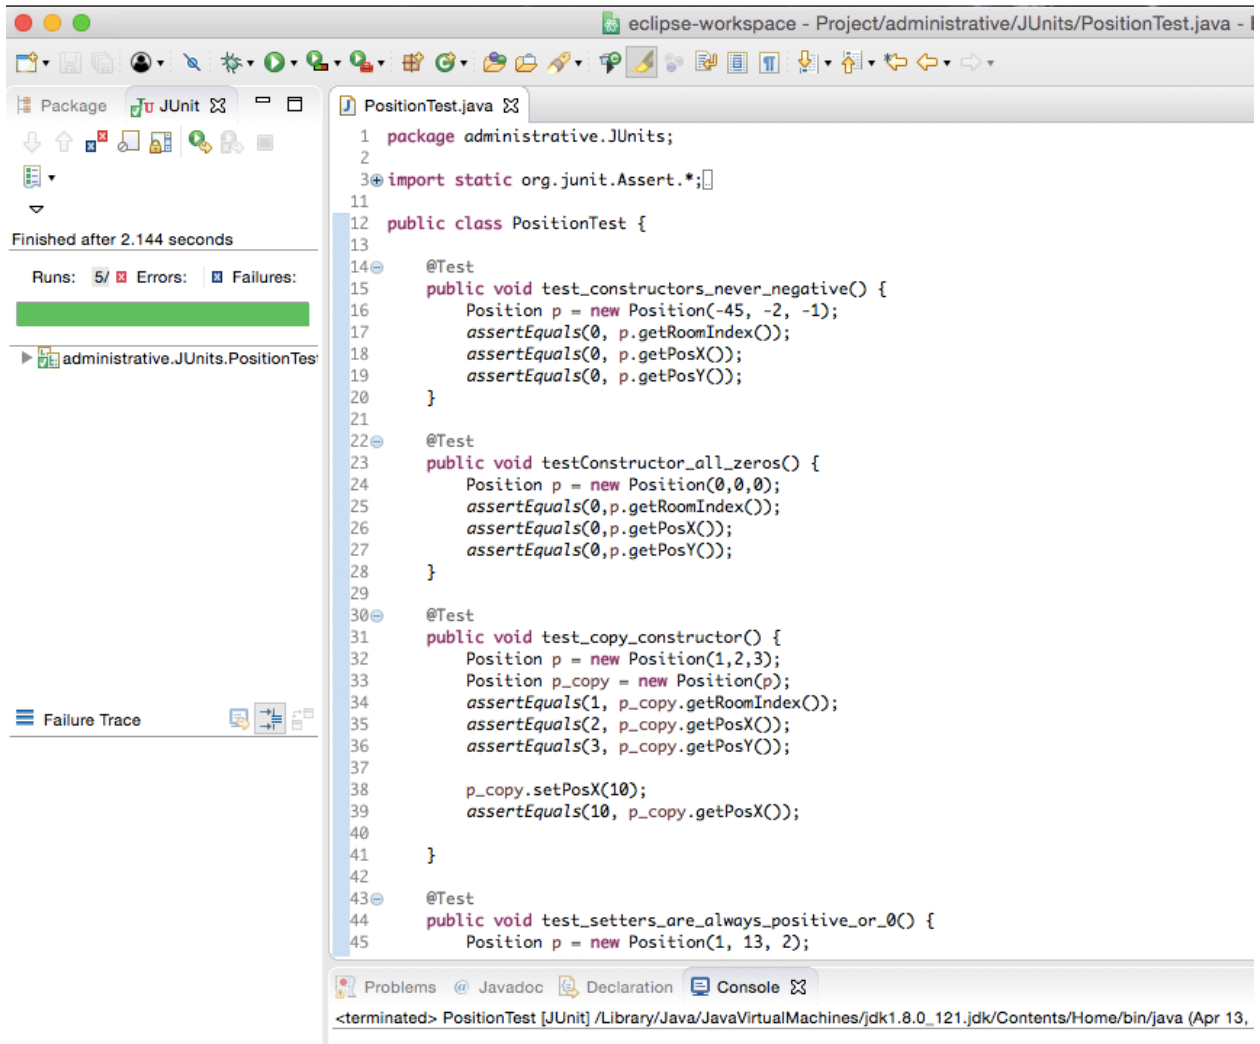 eclipse-workspace - Project/administrative/JUnits/PositionTest.java -
Package JUnit
Finished after 2.144 seconds
Runs: 5/ Errors: Failures:
administrative.JUnits.PositionTes
Failure Trace
PositionTest.java
1 package administrative.JUnits;
2
3 import static org.junit.Assert.*;
11
12 public class PositionTest {
13
14 @Test
15 public void test_constructors_never_negative() {
16 Position p = new Position(-45, -2, -1);
17 assertEquals(0, p.getRoomIndex());
18 assertEquals(0, p.getPosX());
19 assertEquals(0, p.getPosY());
20 }
21
22 @Test
23 public void testConstructor_all_zeros() {
24 Position p = new Position(0,0,0);
25 assertEquals(0,p.getRoomIndex());
26 assertEquals(0,p.getPosX());
27 assertEquals(0,p.getPosY());
28 }
29
30 @Test
31 public void test_copy_constructor() {
32 Position p = new Position(1,2,3);
33 Position p_copy = new Position(p);
34 assertEquals(1, p_copy.getRoomIndex());
35 assertEquals(2, p_copy.getPosX());
36 assertEquals(3, p_copy.getPosY());
37
38 p_copy.setPosX(10);
39 assertEquals(10, p_copy.getPosX());
40
41 }
42
43 @Test
44 public void test_setters_are_always_positive_or_0() {
45 Position p = new Position(1, 13, 2);
Problems @ Javadoc Declaration Console
<terminated> PositionTest [JUnit] /Library/Java/JavaVirtualMachines/jdk1.8.0_121.jdk/Contents/Home/bin/java (Apr 13,